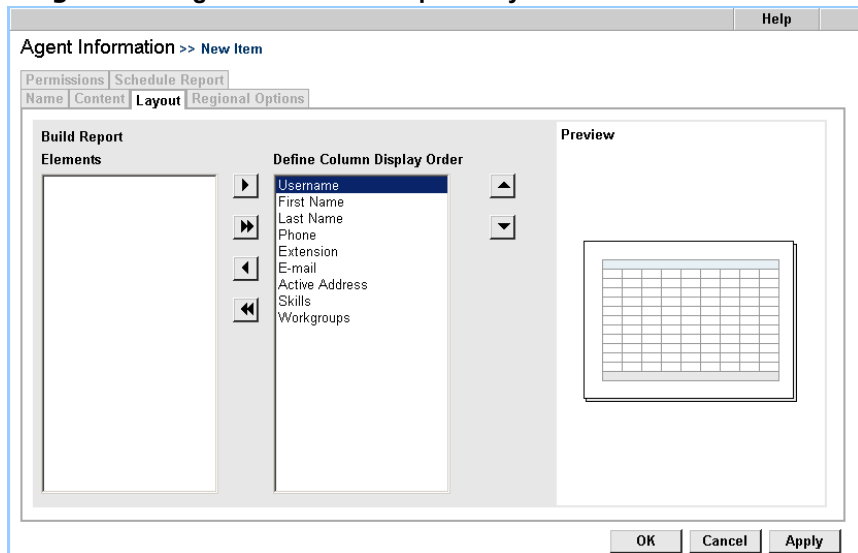 Help
Agent Information >> New Item
Permissions Schedule Report
Name Content Layout Regional Options
Build Report
Elements
Define Column Display Order
Username
First Name
Last Name
Phone
Extension
E-mail
Active Address
Skills
Workgroups
Preview
OK Cancel Apply